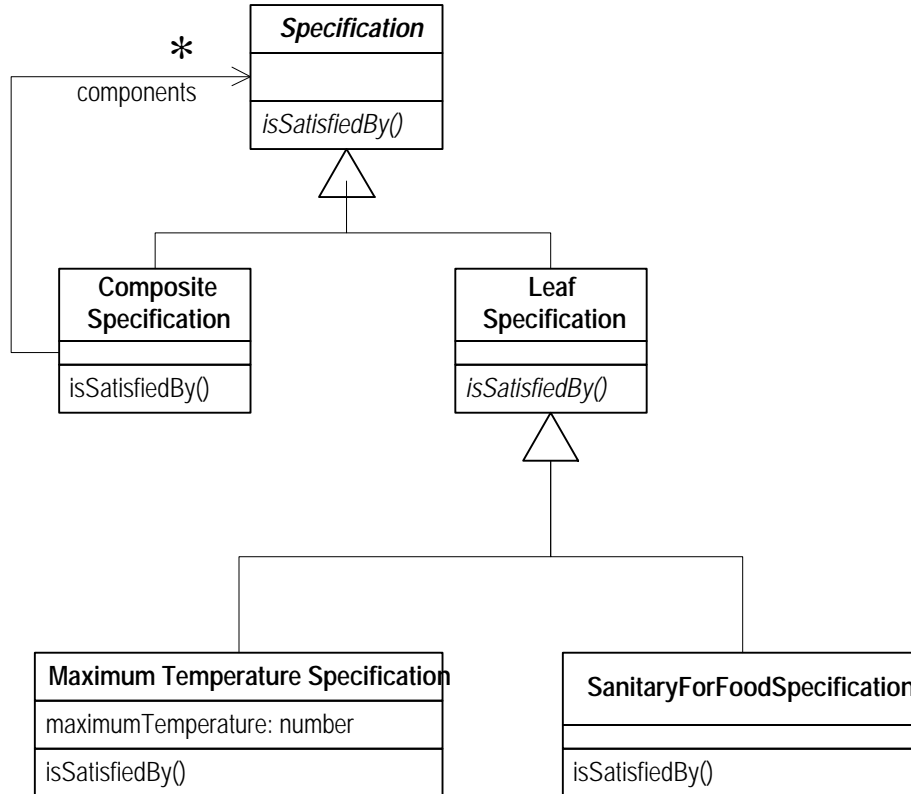 Specification
*
components
isSatisfiedBy()
Composite
Specification
isSatisfiedBy()
Leaf
Specification
isSatisfiedBy()
Maximum Temperature Specification
maximumTemperature: number
isSatisfiedBy()
SanitaryForFoodSpecification
isSatisfiedBy()